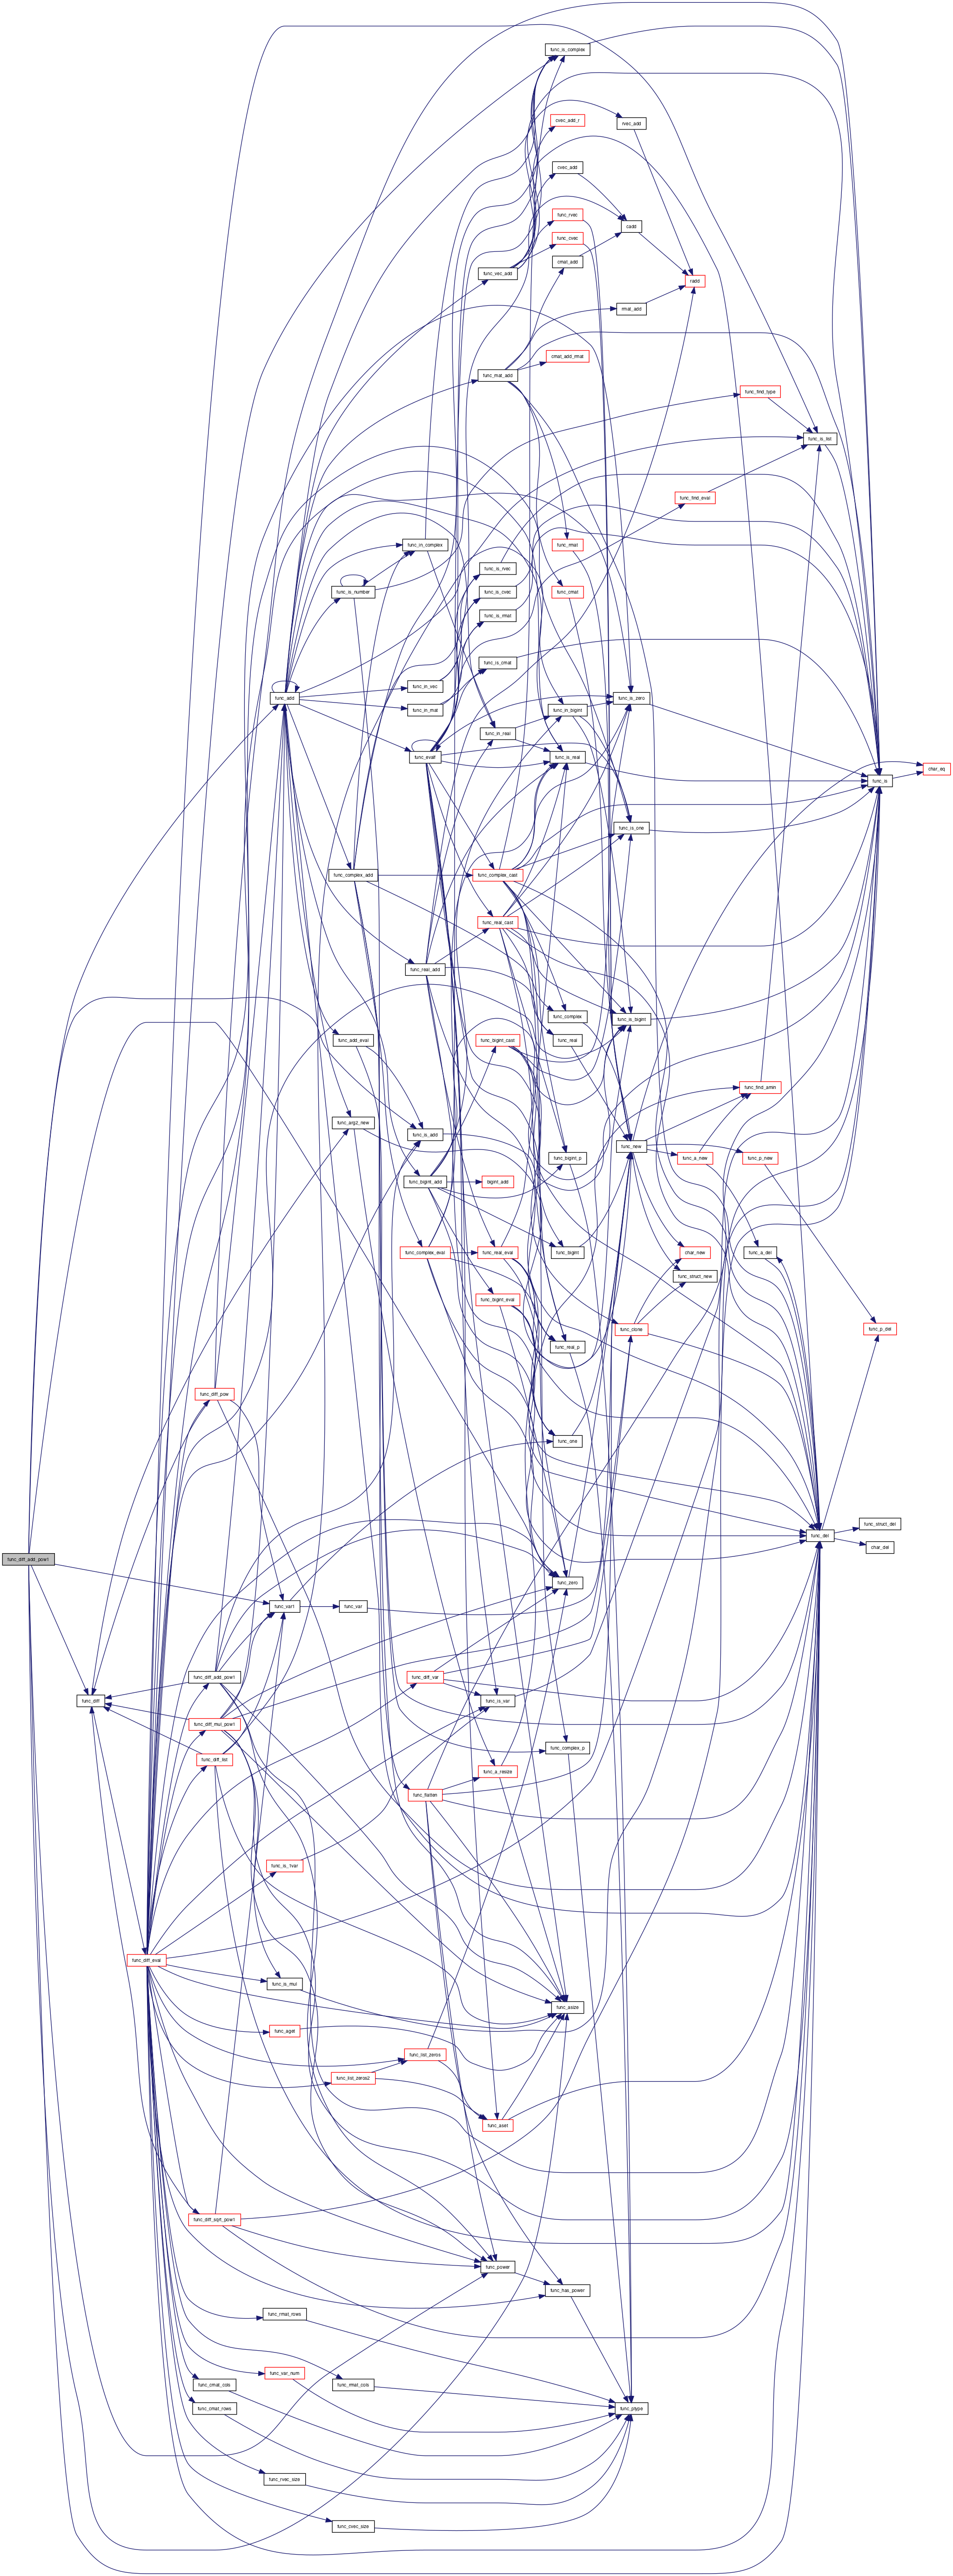 func_is_complex
cvec_add_r
rvec_add
cvec_add
func_rvec
cadd
func_cvec
cmat_add
func_vec_add
radd
rmat_add
cmat_add_rmat
func_mat_add
func_find_type
func_is_list
func_find_eval
func_in_complex
func_rmat
func_is_rvec
func_is_number
func_is_cvec
func_cmat
func_is_rmat
func_is_cmat
func_in_vec
func_add
func_is_zero
func_in_mat
func_in_bigint
func_in_real
func_eval
func_is_real
char_eq
func_is
func_is_one
func_complex_add
func_complex_cast
func_real_cast
func_real_add
func_complex
func_is_bigint
func_add_eval
func_bigint_cast
func_real
func_find_amin
func_arg2_new
func_is_add
func_new
func_bigint_p
func_a_new
func_p_new
func_bigint_add
bigint_add
func_complex_eval
func_real_eval
func_bigint
char_new
func_a_del
func_struct_new
func_bigint_eval
func_clone
func_p_del
func_real_p
func_diff_pow
func_one
func_struct_del
func_del
char_del
func_diff_add_powi
func_zero
func_var1
func_var
func_diff_add_powi
func_diff_var
func_diff
func_is_var
func_diff_mul_powi
func_complex_p
func_diff_list
func_a_resize
func_flatten
func_is_1var
func_diff_eval
func_is_mul
func_asize
func_aget
func_list_zeros
func_list_zeros2
func_aset
func_diff_sqrt_powi
func_power
func_has_power
func_rmat_rows
func_var_num
func_cmat_cols
func_rmat_cols
func_cmat_rows
func_ptype
func_rvec_size
func_cvec_size